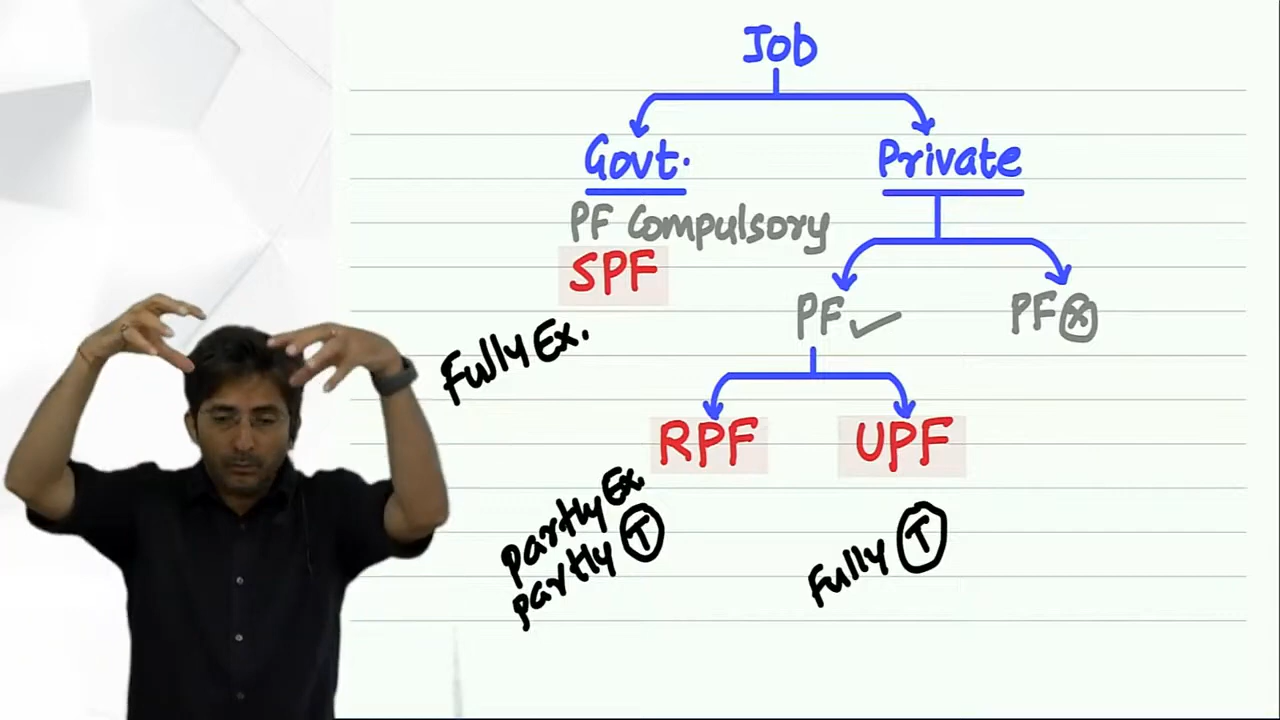 Job
Govt.
Private
PF Compulsory
SPF
Fully Ex.
PF ✓
PF ⓧ
RPF
UPF
partly Ex.
partly Ⓣ
Fully Ⓣ